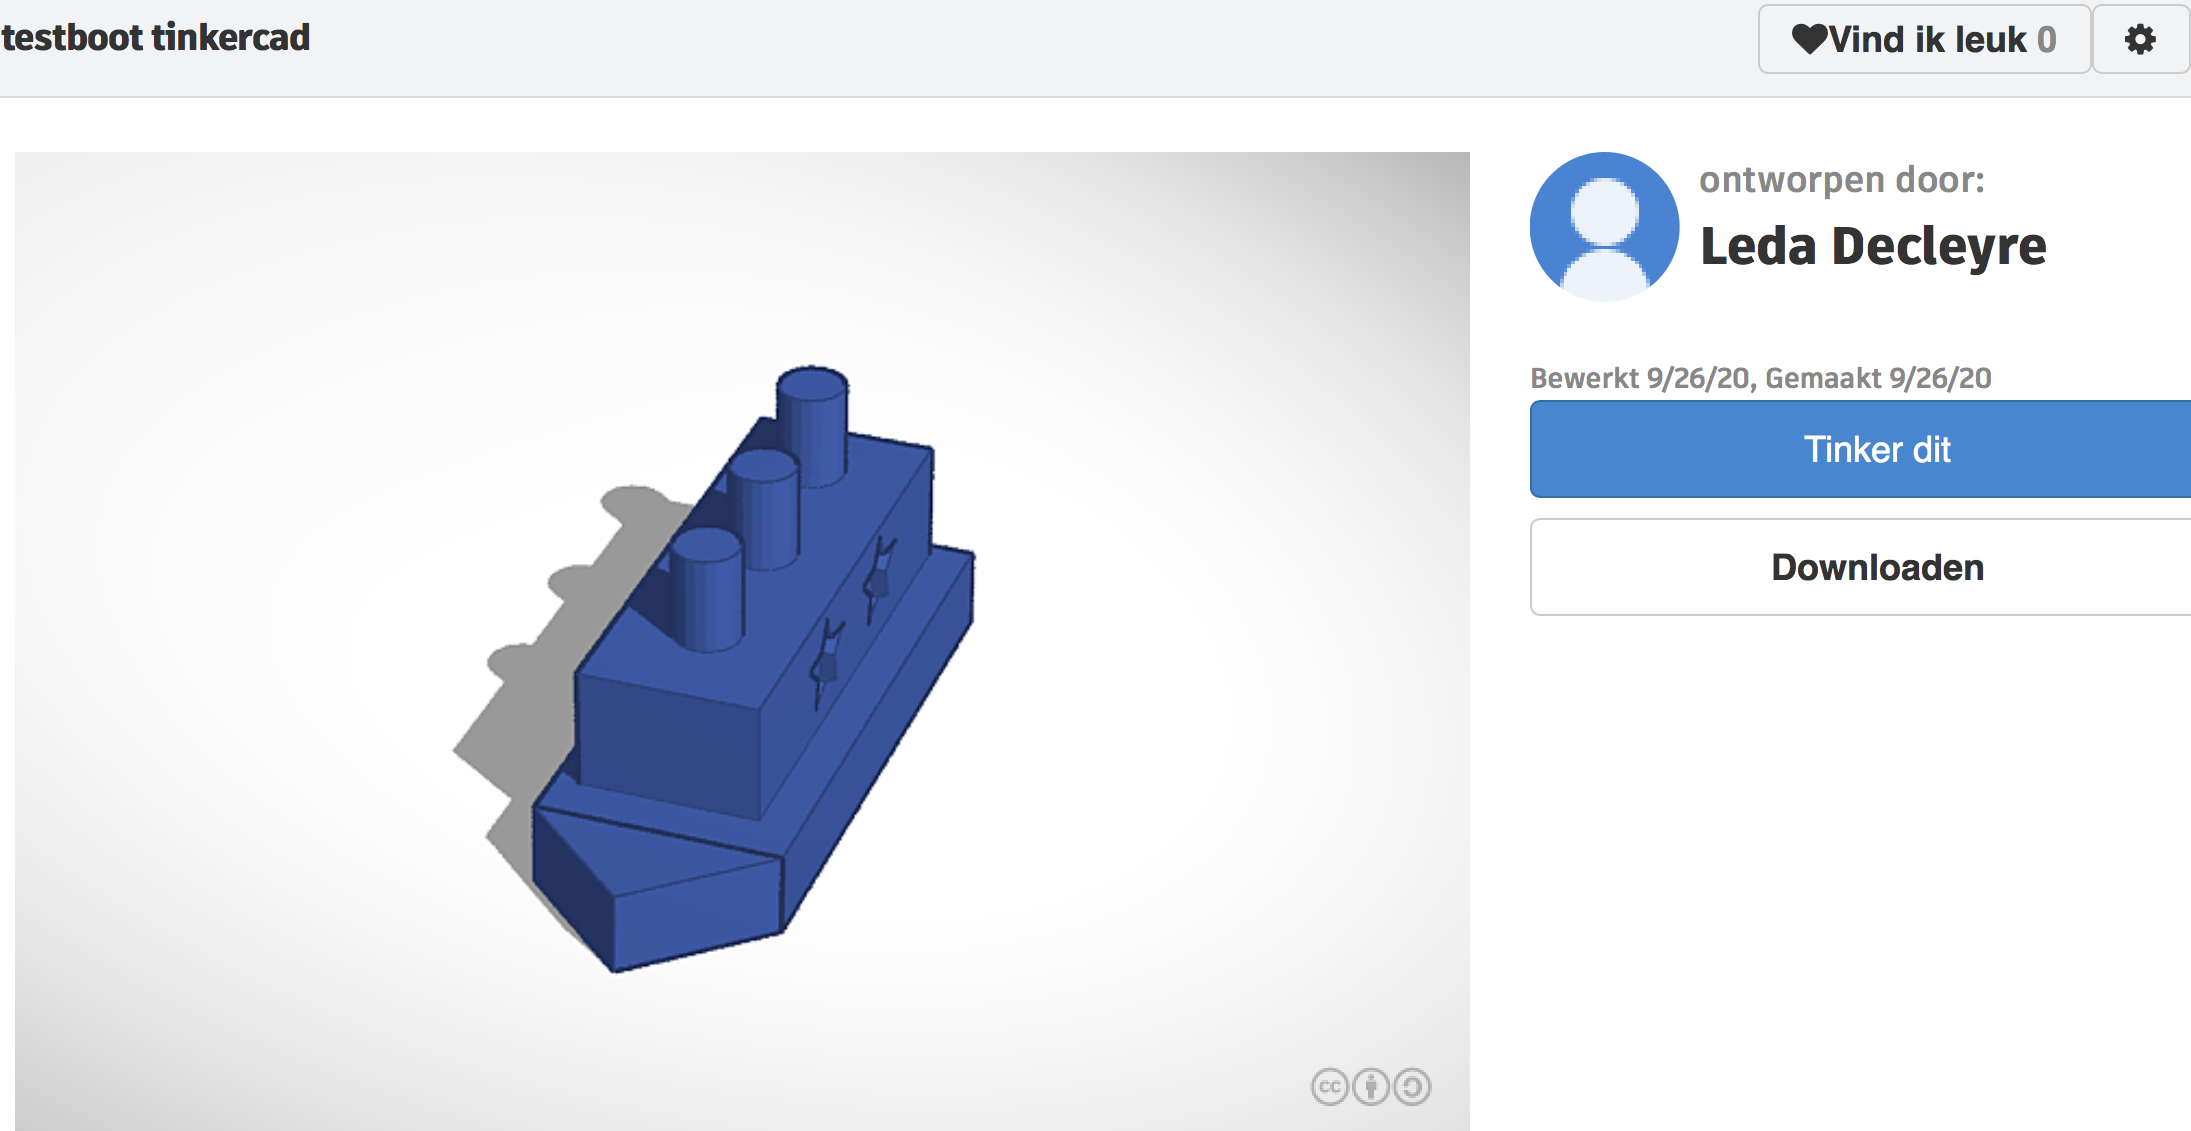 testboot tinkercad
Vind ik leuk 0
ontworpen door:
Leda Decleyre
Bewerkt 9/26/20, Gemaakt 9/26/20
Tinker dit
Downloaden
cc